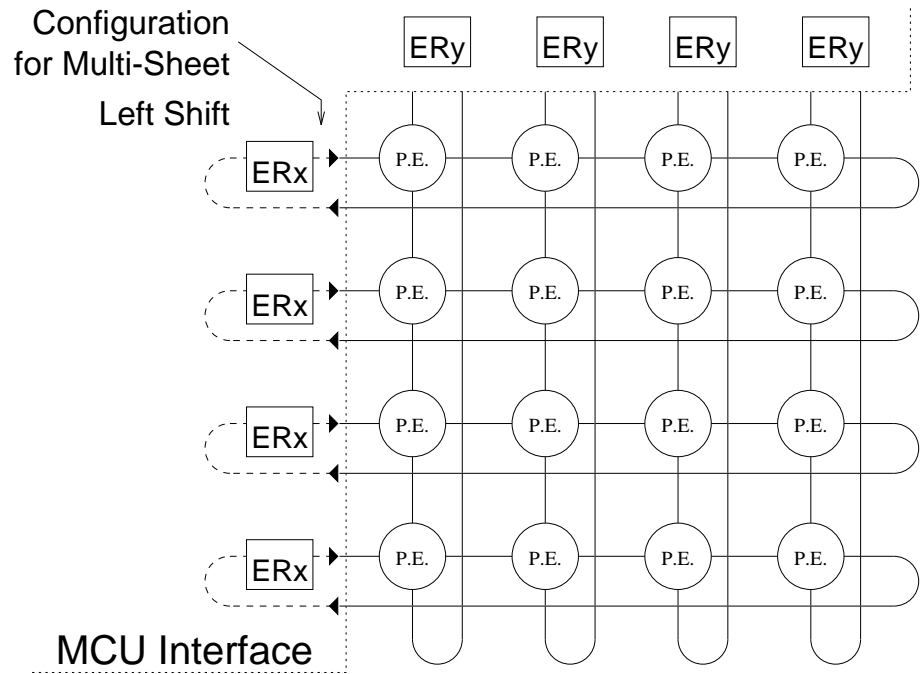 Configuration
for Multi-Sheet
Left Shift
ERy ERy ERy ERy
ERx P.E. P.E. P.E. P.E.
ERx P.E. P.E. P.E. P.E.
ERx P.E. P.E. P.E. P.E.
ERx P.E. P.E. P.E. P.E.
MCU Interface